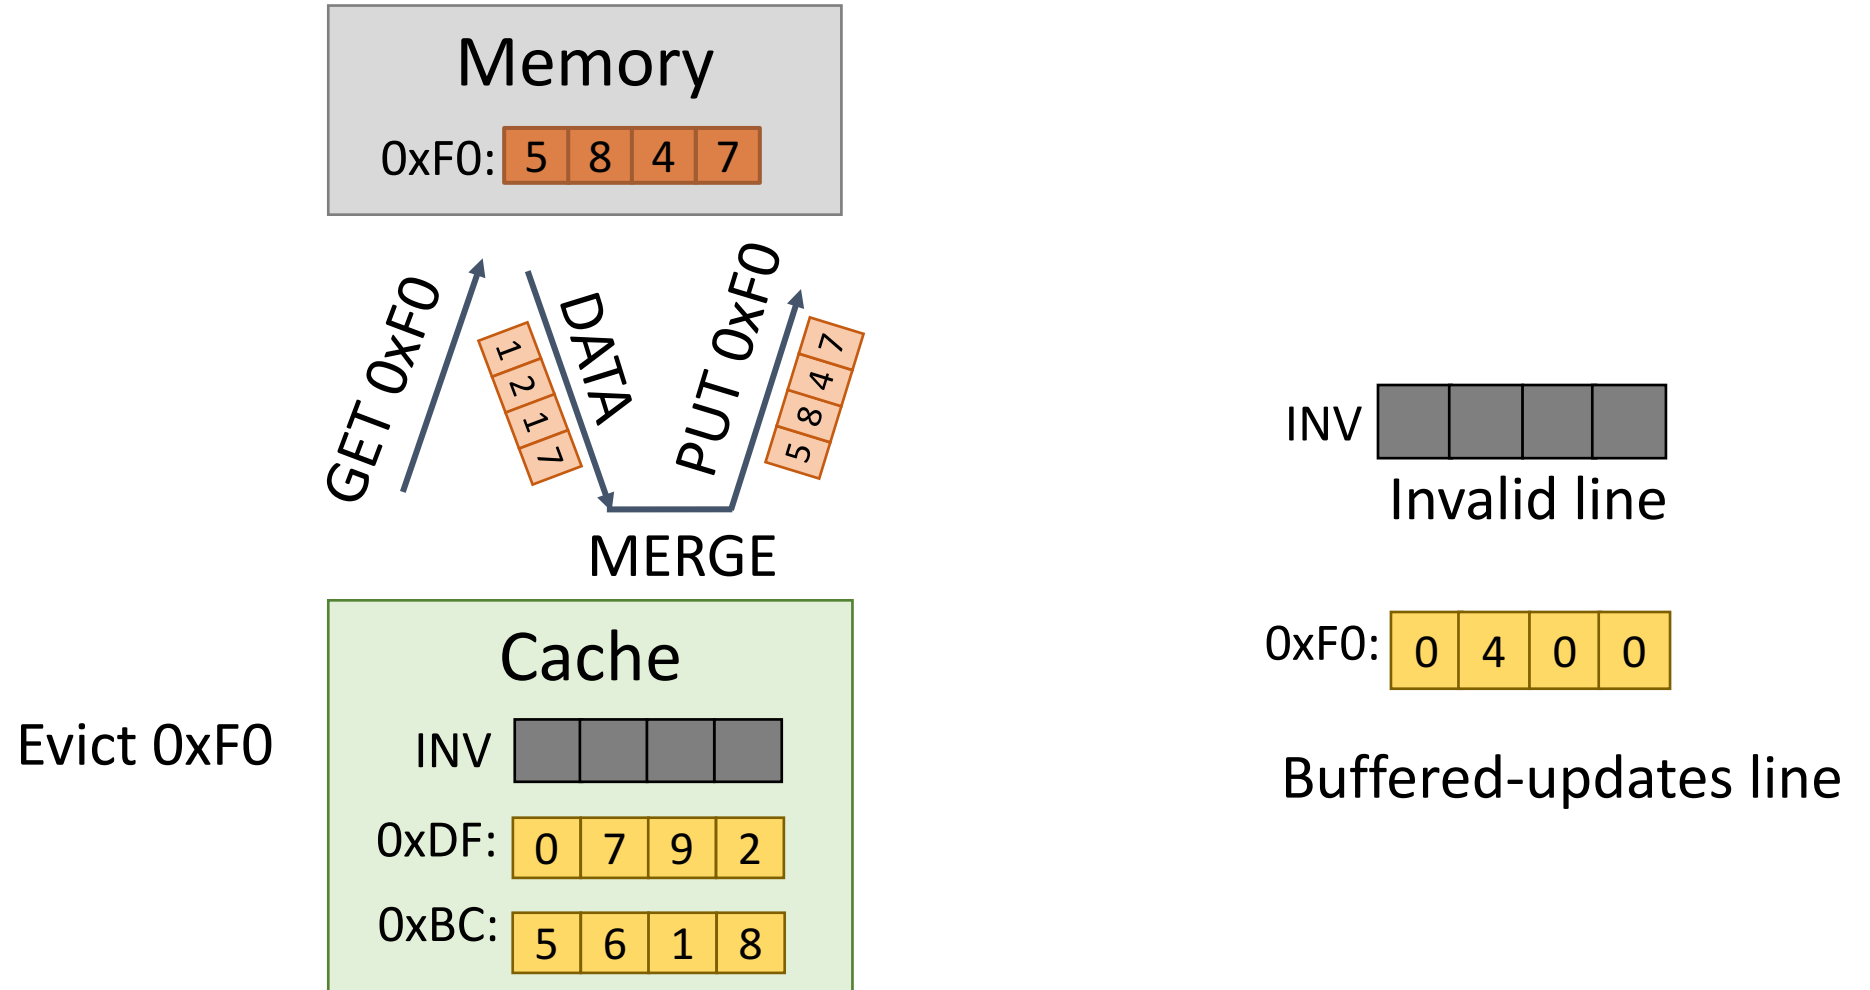 Memory
0xF0: 5 8 4 7
GET 0xF0
1 2 1 7
DATA
PUT 0xF0
5 8 4 7
MERGE
Evict 0xF0
Cache
INV
0xDF: 0 7 9 2
0xBC: 5 6 1 8
INV
Invalid line
0xF0: 0 4 0 0
Buffered-updates line